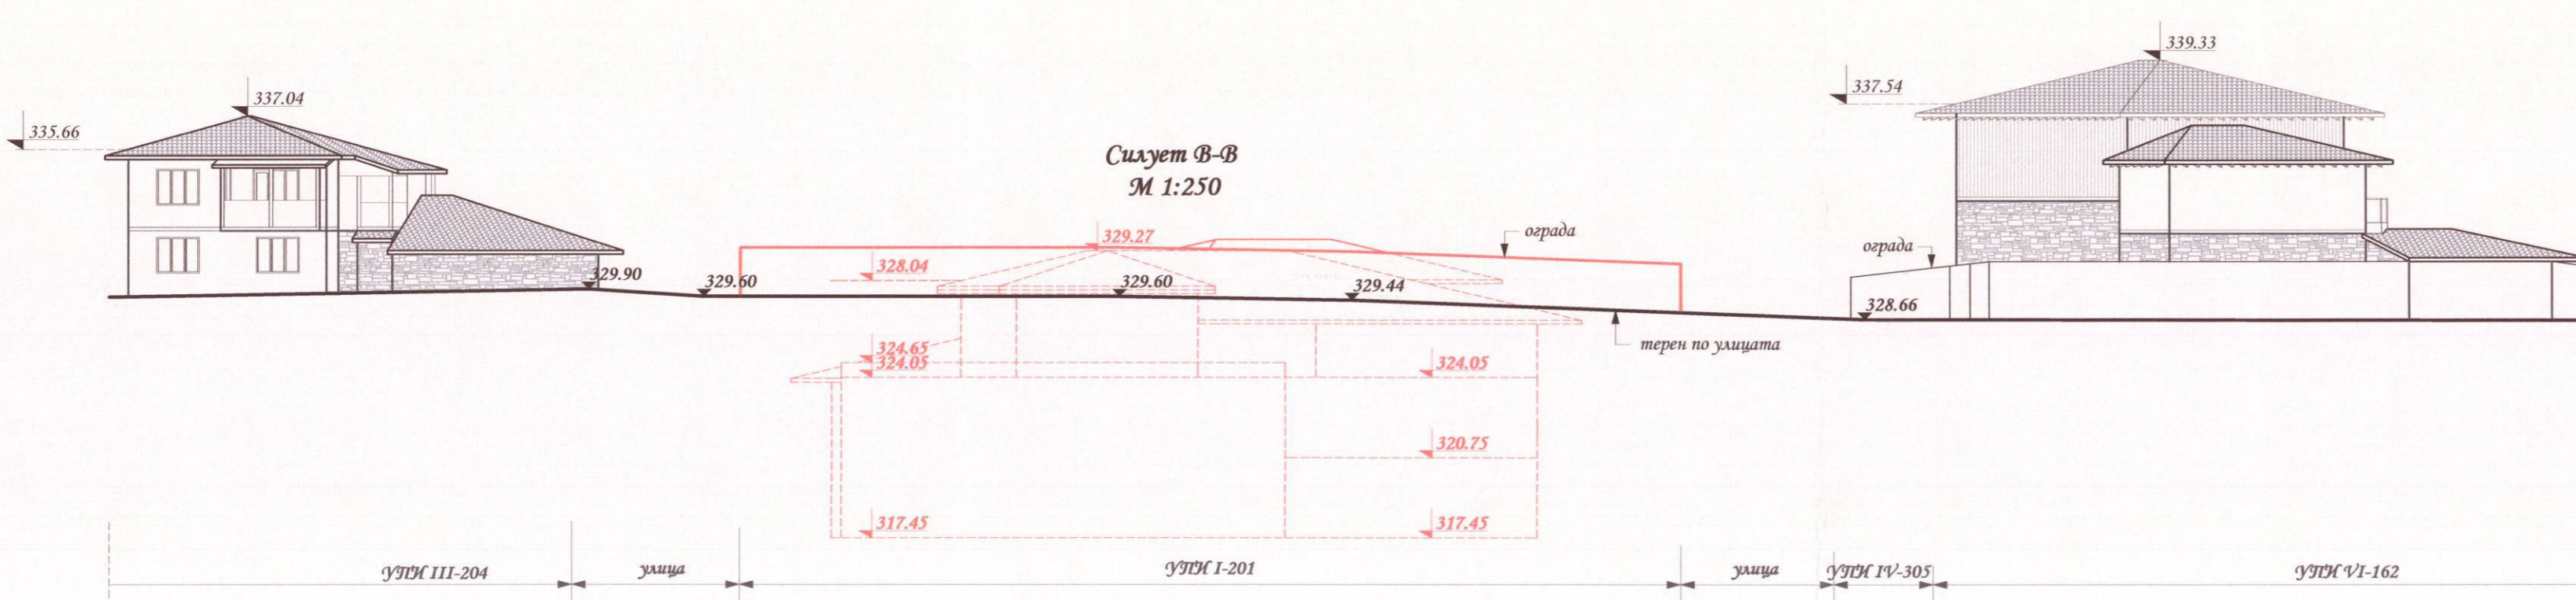 339.33
337.54
337.04
335.66
Силует В-В
М 1:250
329.27
ограда
ограда
328.04
329.90
329.60
329.60
329.44
328.66
324.65
324.05
324.05
терен по улицата
320.75
317.45
317.45
УПИ III-204
улица
УПИ I-201
улица
УПИ IV-305
УПИ VI-162